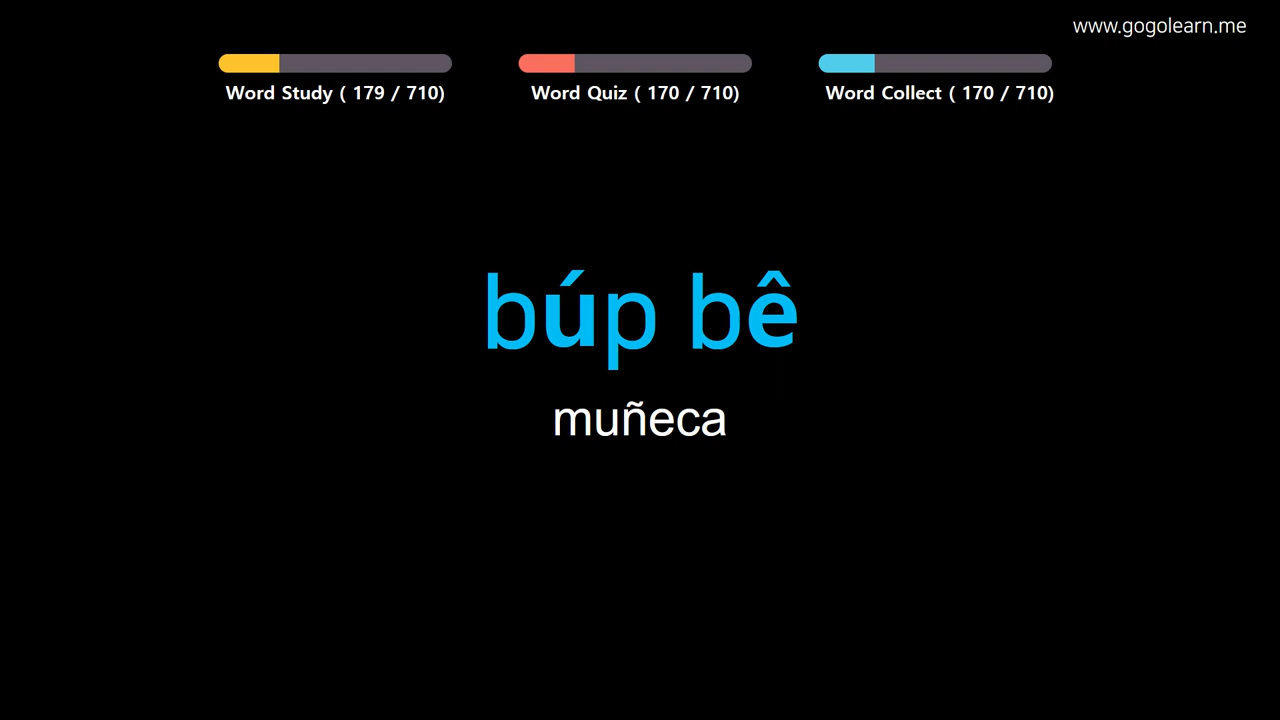 www.gogolearn.me
Word Study ( 179 / 710)
Word Quiz ( 170 / 710)
Word Collect ( 170 / 710)
búp bê
muñeca